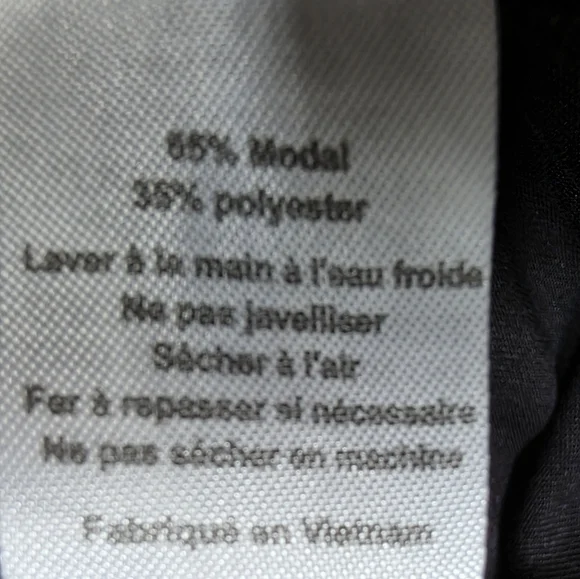 65% Modal
35% polyester
Laver à la main à l'eau froide
Ne pas javelliser
Sécher à l'air
Fer à repasser si nécessaire
Ne pas sécher en machine
Fabriqué en Vietnam